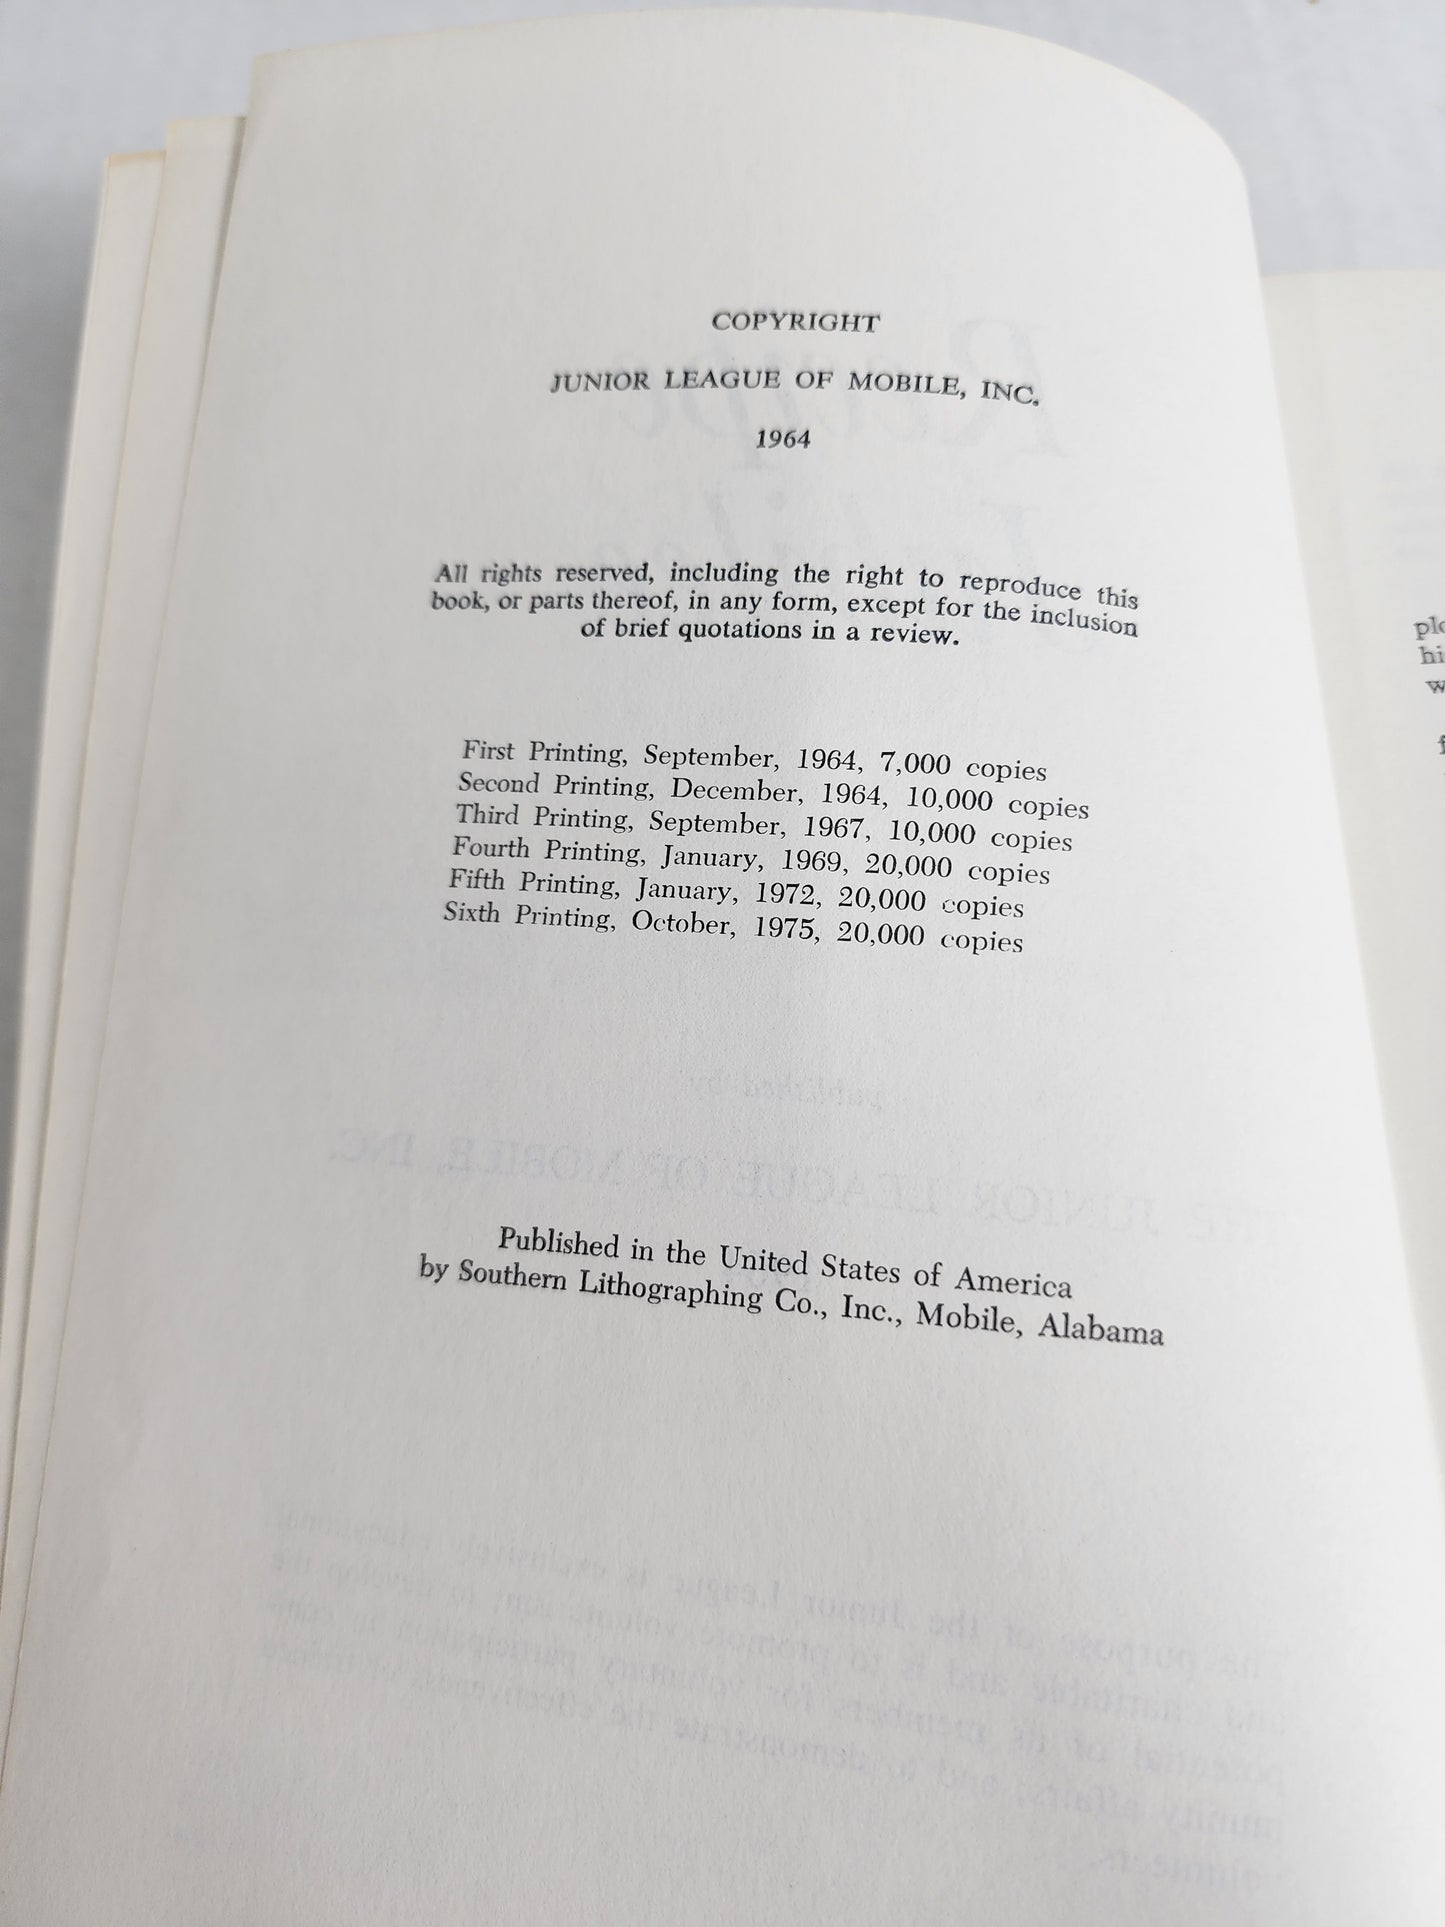 COPYRIGHT
JUNIOR LEAGUE OF MOBILE, INC.
1964
All rights reserved, including the right to reproduce this
book, or parts thereof, in any form, except for the inclusion
of brief quotations in a review.
First Printing, September, 1964, 7,000 copies
Second Printing, December, 1964, 10,000 copies
Third Printing, September, 1967, 10,000 copies
Fourth Printing, January, 1969, 20,000 copies
Fifth Printing, January, 1972, 20,000 copies
Sixth Printing, October, 1975, 20,000 copies
Published in the United States of America
by Southern Lithographing Co., Inc., Mobile, Alabama